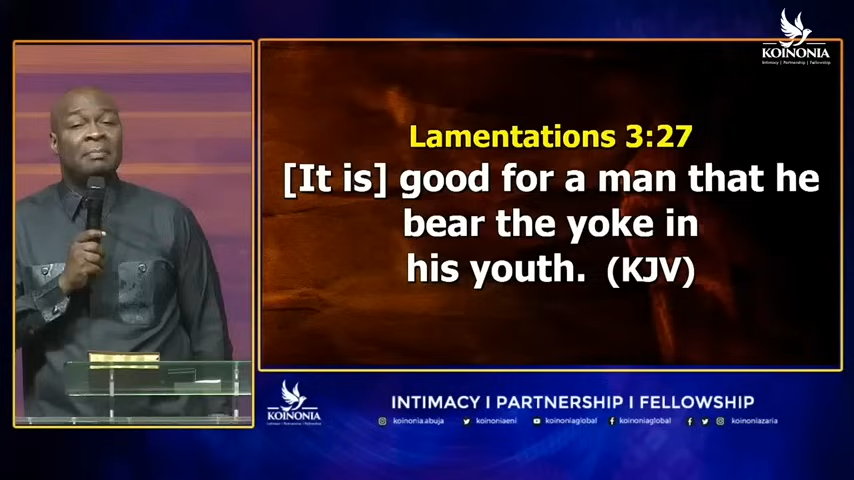 KOINONIA
Intimacy | Partnership | Fellowship
Lamentations 3:27
[It is] good for a man that he
bear the yoke in
his youth. (KJV)
KOINONIA
INTIMACY I PARTNERSHIP I FELLOWSHIP
koinonia.abuja koinoniaeni koinoniaglobal koinoniaglobal koinoniazaria